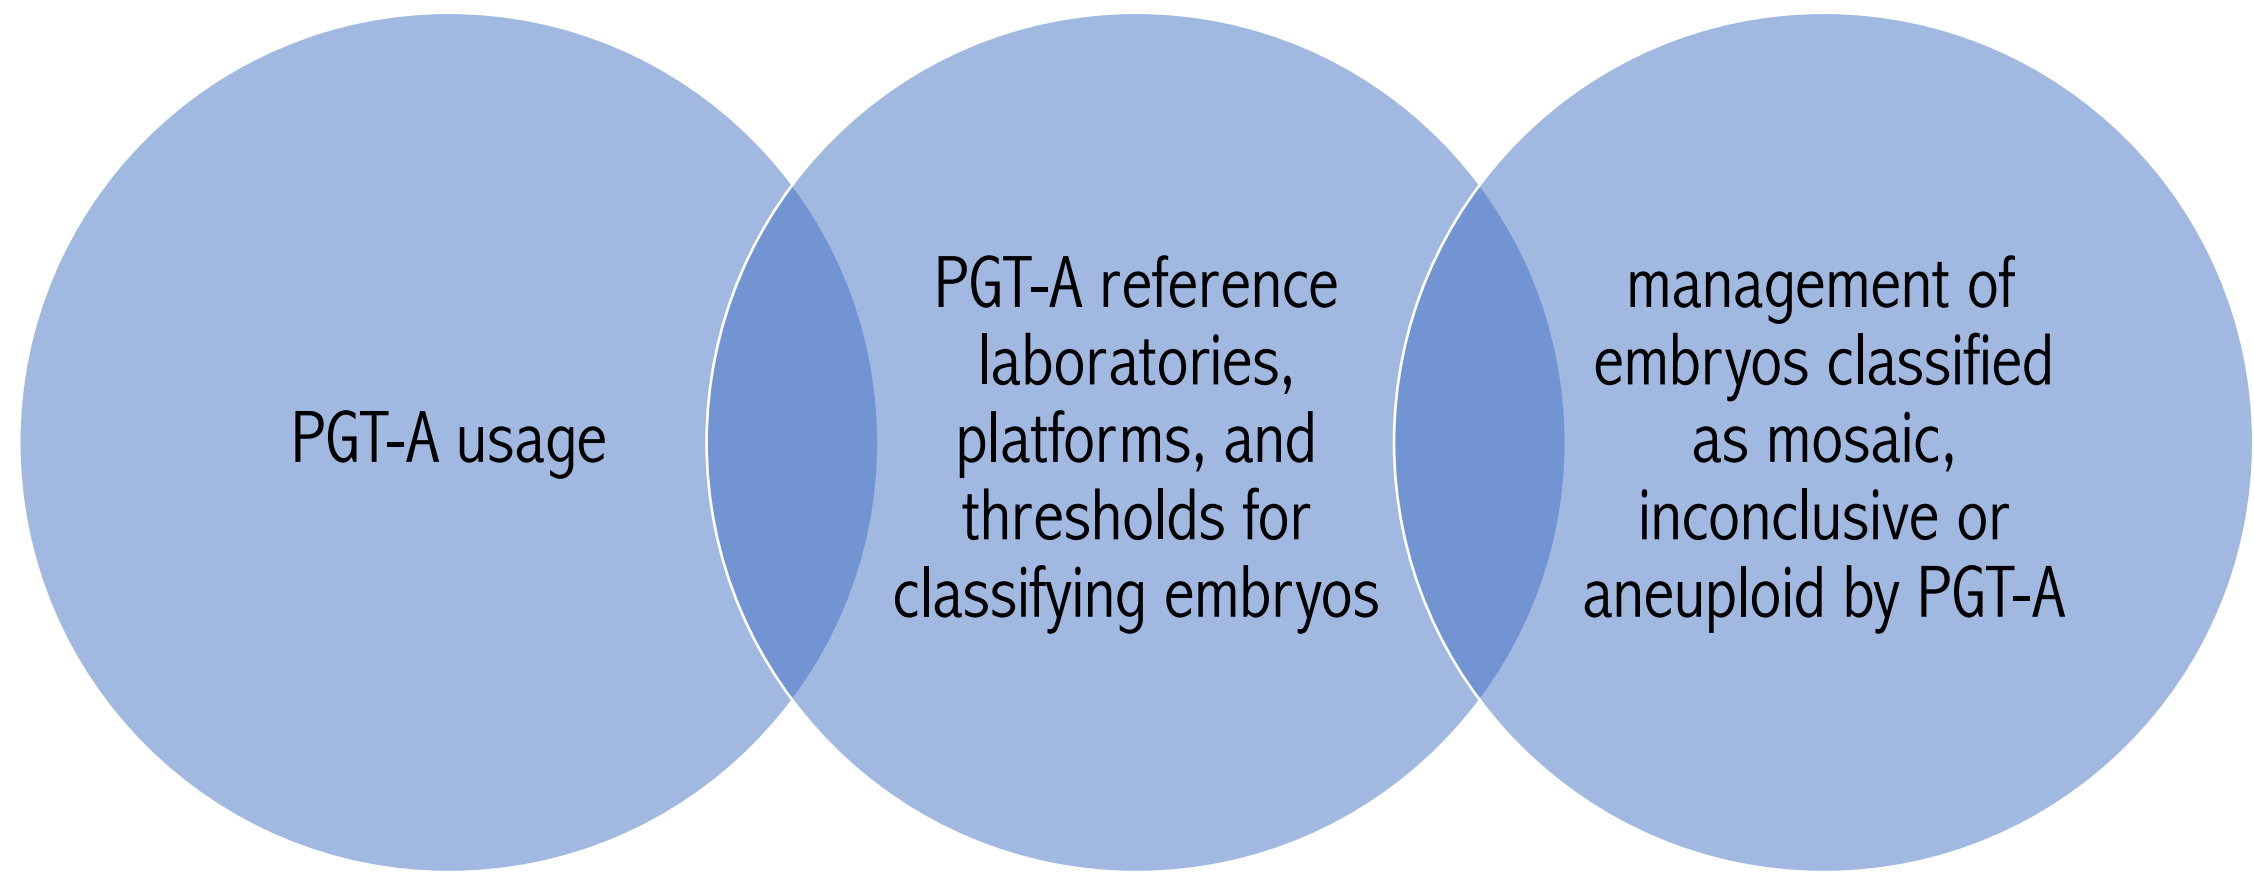 PGT-A usage
PGT-A reference
laboratories,
platforms, and
thresholds for
classifying embryos
management of
embryos classified
as mosaic,
inconclusive or
aneuploid by PGT-A